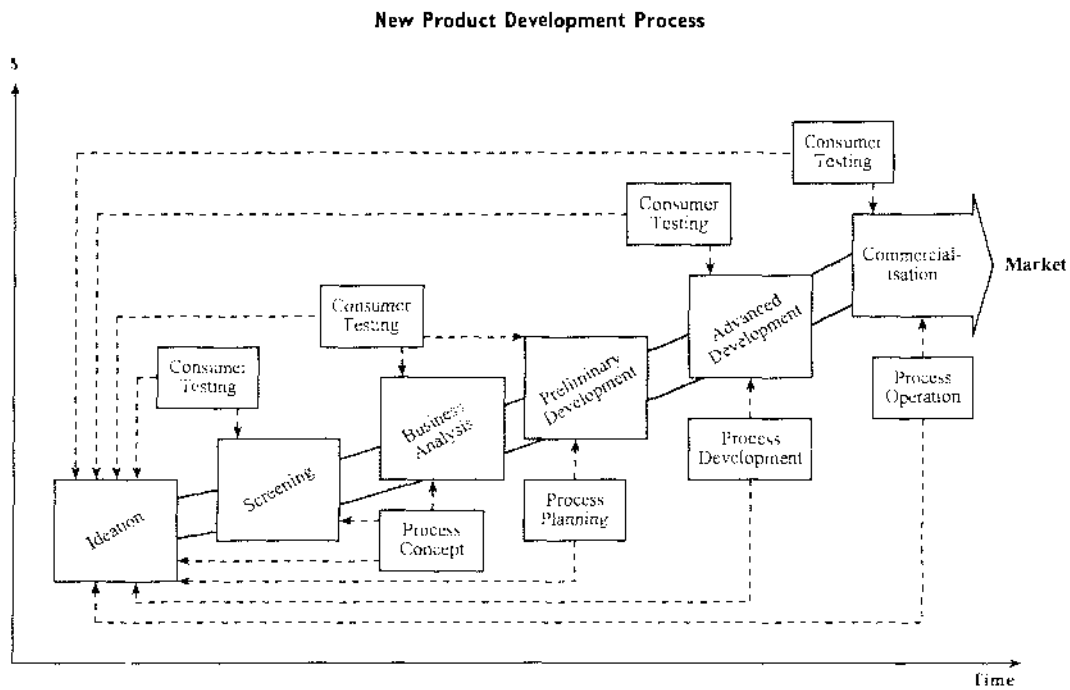 New Product Development Process
$
Consumer
Testing
Consumer
Testing
Commercial-
isation
Market
Consumer
Testing
Advanced
Development
Consumer
Testing
Preliminary
Development
Process
Operation
Business
Analysis
Process
Development
Screening
Process
Planning
Ideation
Process
Concept
Time